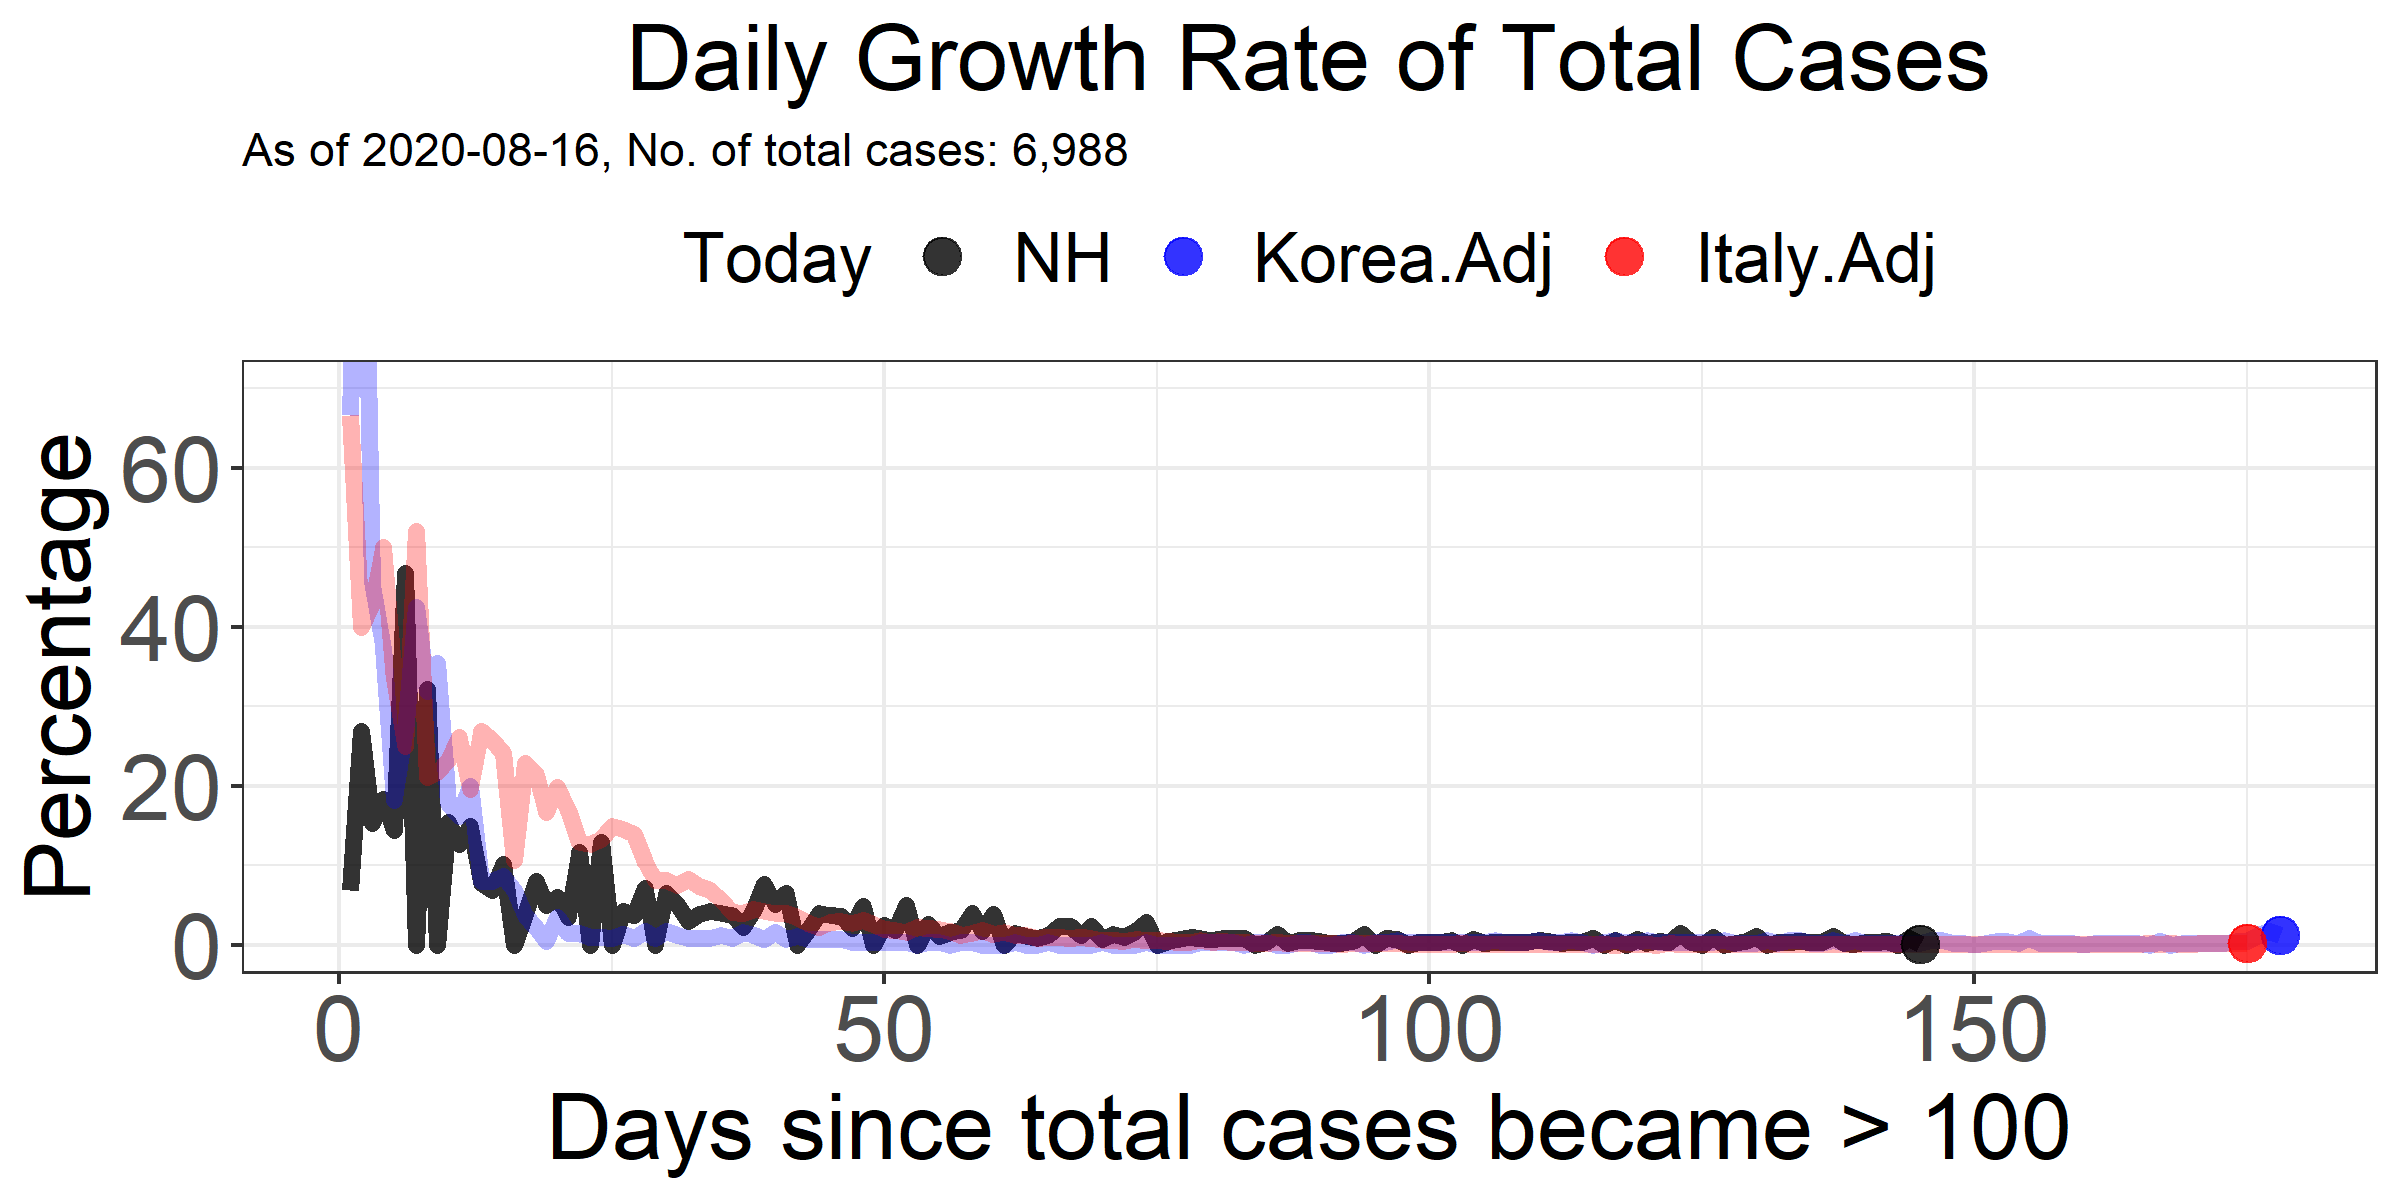 Daily Growth Rate of Total Cases
As of 2020-08-16, No. of total cases: 6,988
Today NH Korea.Adj Italy.Adj
Percentage
60
40
20
0
0 50 100 150
Days since total cases became > 100